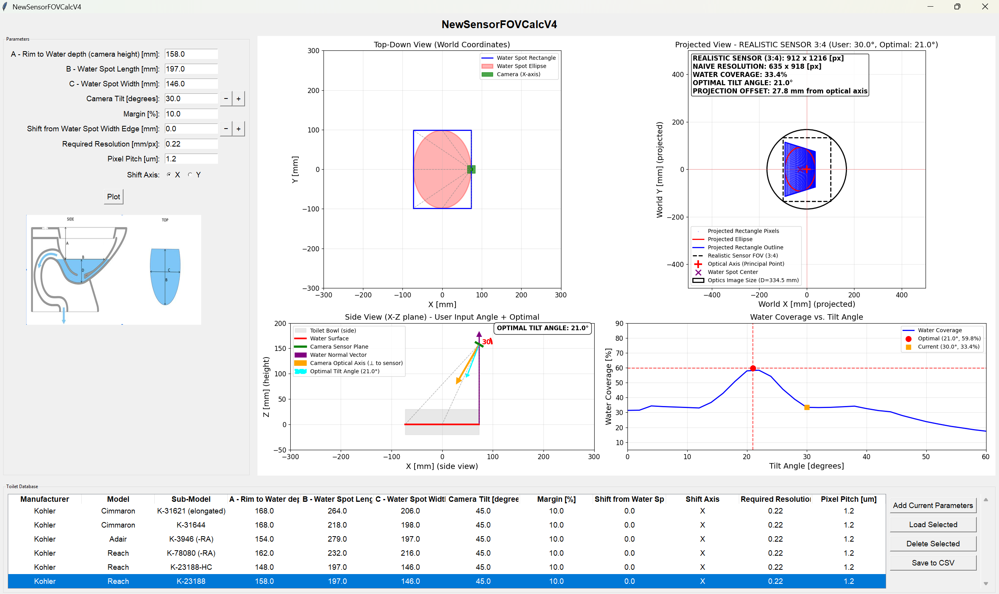 NewSensorFOVCalcV4
NewSensorFOVCalcV4
Parameters
A - Rim to Water depth (camera height) [mm]: 158.0
B - Water Spot Length [mm]: 197.0
C - Water Spot Width [mm]: 146.0
Camera Tilt [degrees]: 30.0 − +
Margin [%]: 10.0
Shift from Water Spot Width Edge [mm]: 0.0 − +
Required Resolution [mm/px]: 0.22
Pixel Pitch [um]: 1.2
Shift Axis: X Y
Plot
SIDE
TOP
A
B
D
C
B
Top-Down View (World Coordinates)
Water Spot Rectangle
Water Spot Ellipse
Camera (X-axis)
300
200
100
0
−100
−200
−300
−300 −200 −100 0 100 200 300
Y [mm]
X [mm]
Projected View - REALISTIC SENSOR 3:4 (User: 30.0°, Optimal: 21.0°)
REALISTIC SENSOR (3:4): 912 x 1216 [px]
NAIVE RESOLUTION: 635 x 918 [px]
WATER COVERAGE: 33.4%
OPTIMAL TILT ANGLE: 21.0°
PROJECTION OFFSET: 27.8 mm from optical axis
400
200
0
−200
−400
Projected Rectangle Pixels
Projected Ellipse
Projected Rectangle Outline
Realistic Sensor FOV (3:4)
Optical Axis (Principal Point)
Water Spot Center
Optics Image Size (D=334.5 mm)
−400 −200 0 200 400
World Y [mm] (projected)
World X [mm] (projected)
Side View (X-Z plane) - User Input Angle + Optimal
OPTIMAL TILT ANGLE: 21.0°
Toilet Bowl (side)
Water Surface
Camera Sensor Plane
Water Normal Vector
Camera Optical Axis (⊥ to sensor)
Optimal Tilt Angle (21.0°)
200
150
100
50
0
−50
−300 −200 −100 0 100 200 300
Z [mm] (height)
X [mm] (side view)
Water Coverage vs. Tilt Angle
Water Coverage
Optimal (21.0°, 59.8%)
Current (30.0°, 33.4%)
90
80
70
60
50
40
30
20
10
0 10 20 30 40 50 60
Water Coverage [%]
Tilt Angle [degrees]
Toilet Database
Manufacturer Model Sub-Model A - Rim to Water dep B - Water Spot Leng C - Water Spot Widtl Camera Tilt [degree Margin [%] Shift from Water Sp Shift Axis Required Resolution Pixel Pitch [um]
Kohler Cimmaron K-31621 (elongated) 168.0 264.0 206.0 45.0 10.0 0.0 X 0.22 1.2
Kohler Cimmaron K-31644 168.0 218.0 198.0 45.0 10.0 0.0 X 0.22 1.2
Kohler Adair K-3946 (-RA) 154.0 279.0 197.0 45.0 10.0 0.0 X 0.22 1.2
Kohler Reach K-78080 (-RA) 162.0 232.0 216.0 45.0 10.0 0.0 X 0.22 1.2
Kohler Reach K-23188-HC 148.0 197.0 146.0 45.0 10.0 0.0 X 0.22 1.2
Kohler Reach K-23188 158.0 197.0 146.0 45.0 10.0 0.0 X 0.22 1.2
Add Current Parameters
Load Selected
Delete Selected
Save to CSV